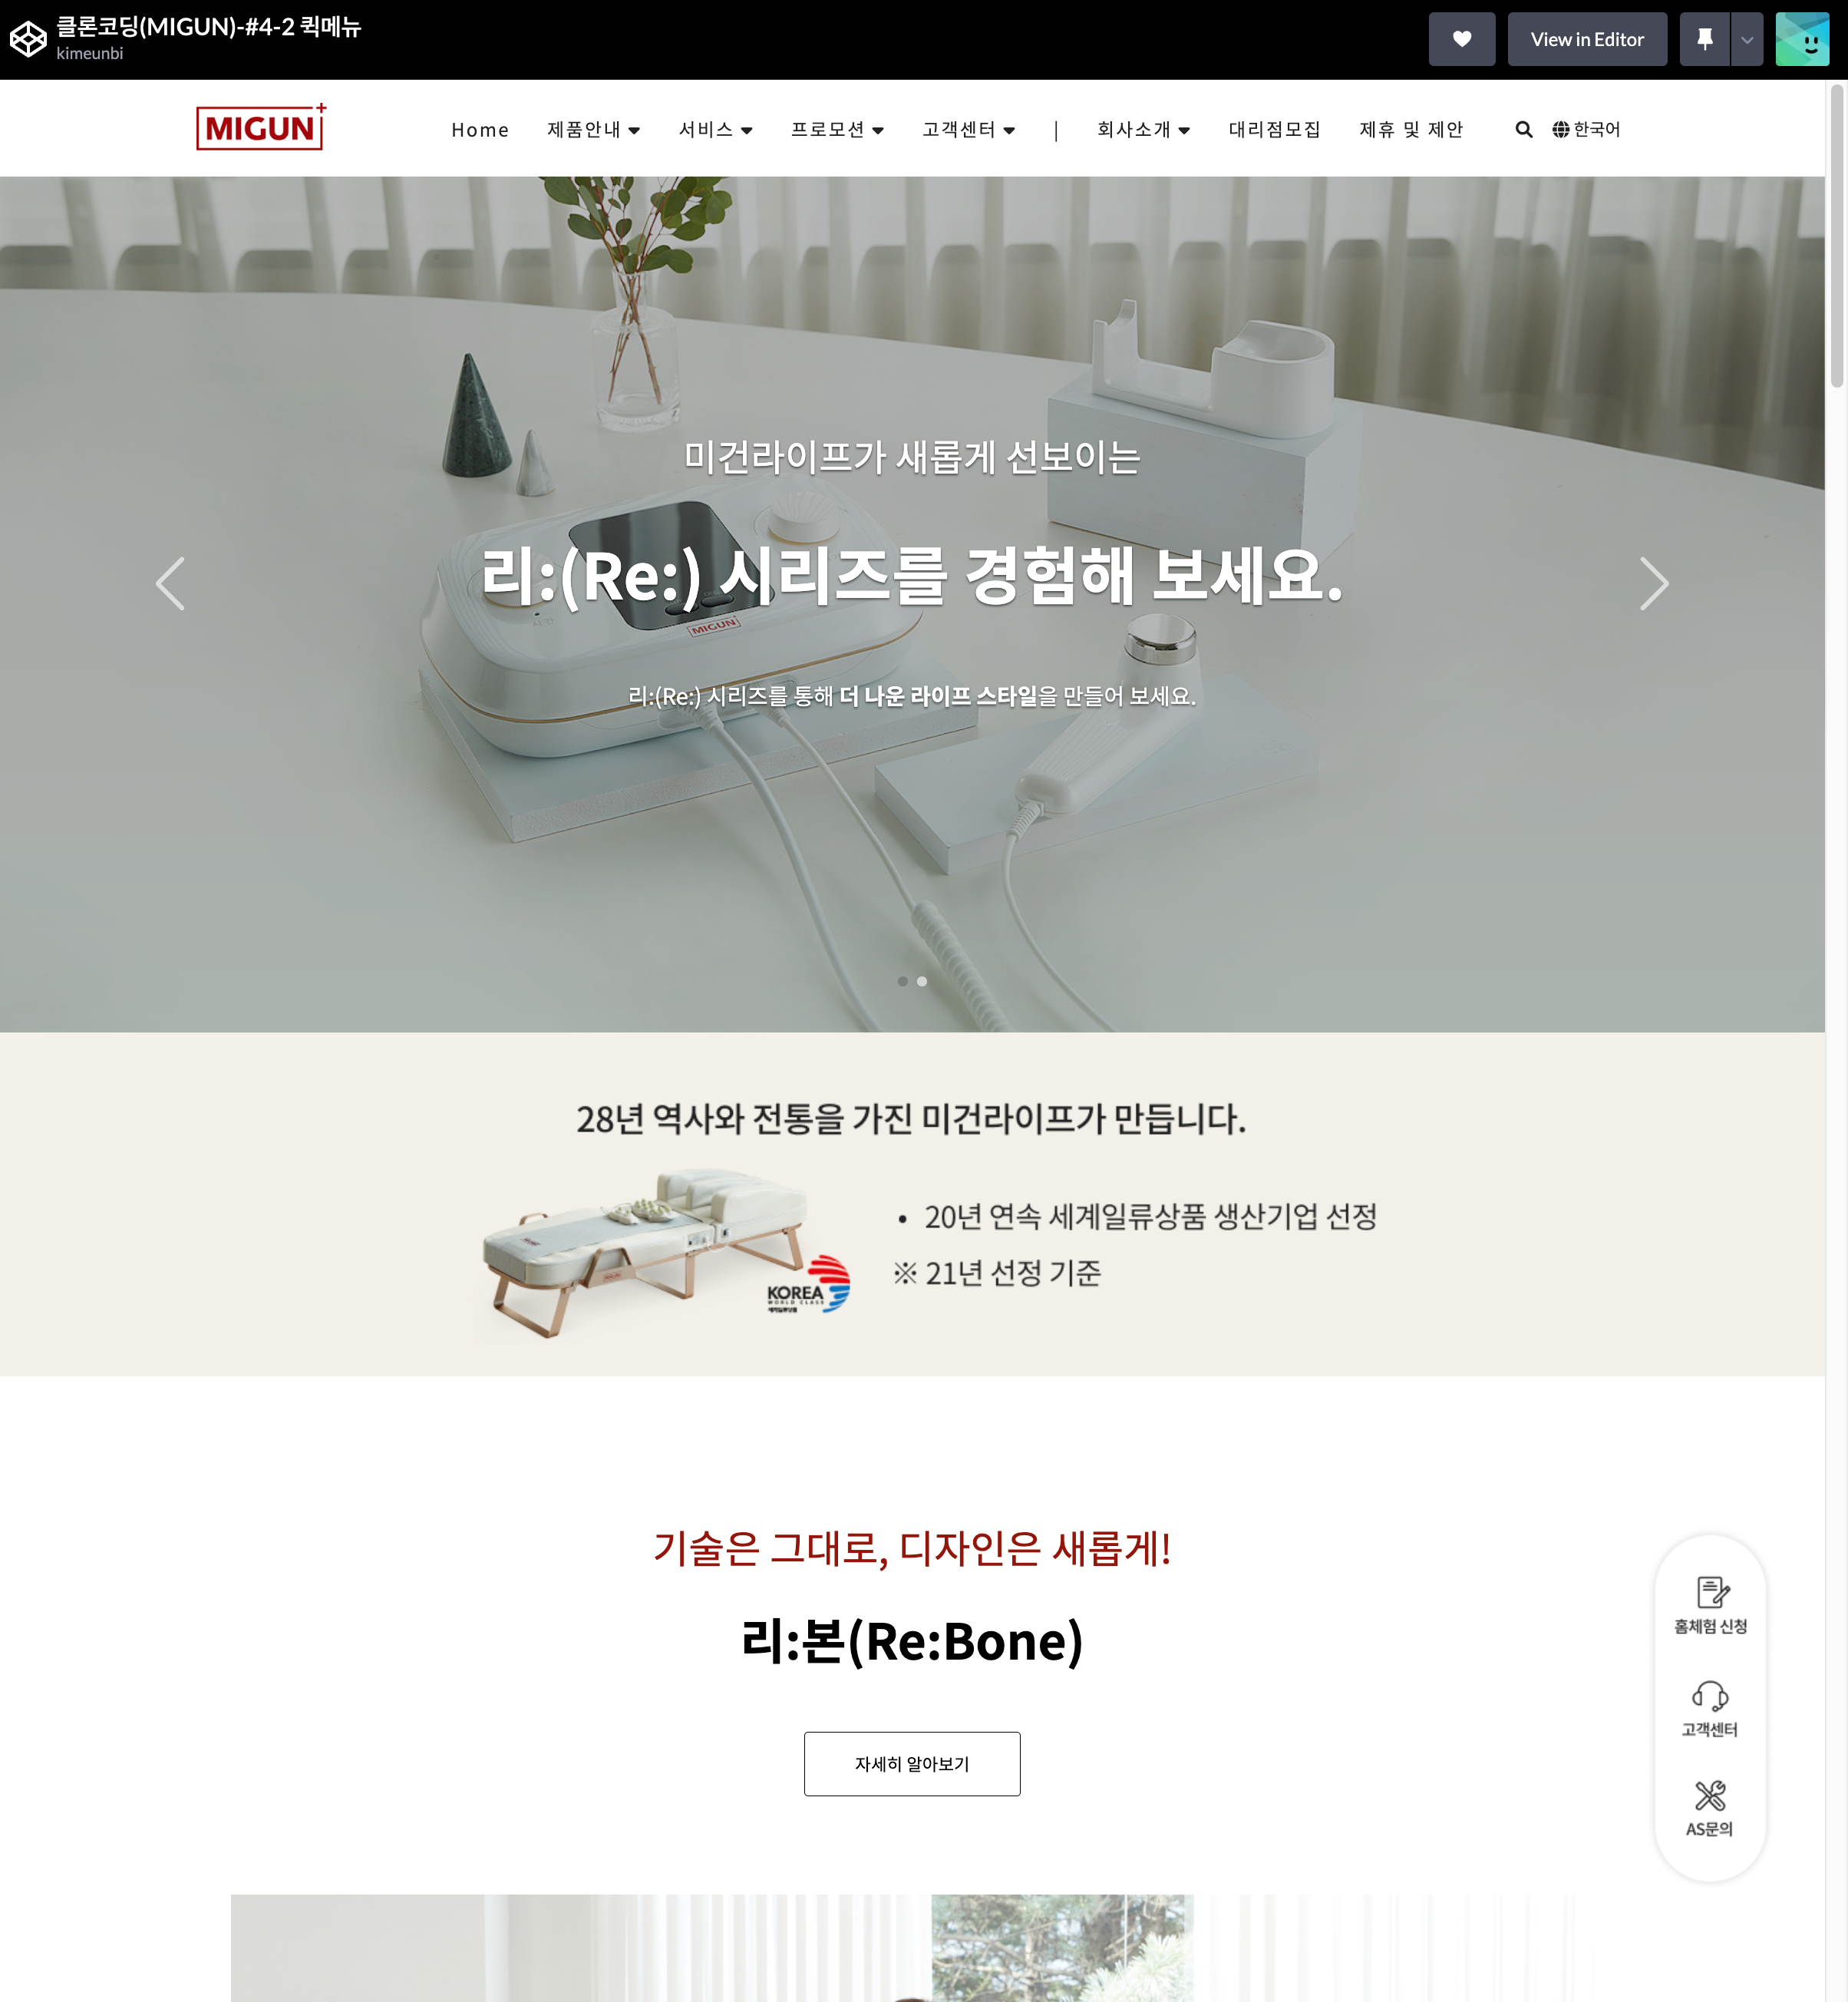 클론코딩(MIGUN)-#4-2 퀵메뉴
kimeunbi
View in Editor
MIGUN
Home 제품안내 서비스 프로모션 고객센터 | 회사소개 대리점모집 제휴 및 제안 한국어
미건라이프가 새롭게 선보이는
리:(Re:) 시리즈를 경험해 보세요.
MIGUN
리:(Re:) 시리즈를 통해 더 나운 라이프 스타일을 만들어 보세요.
28년 역사와 전통을 가진 미건라이프가 만듭니다.
• 20년 연속 세계일류상품 생산기업 선정
※ 21년 선정 기준
KOREA
WORLD CLASS
세계일류상품
기술은 그대로, 디자인은 새롭게!
리:본(Re:Bone)
자세히 알아보기
홈체험 신청
고객센터
AS문의